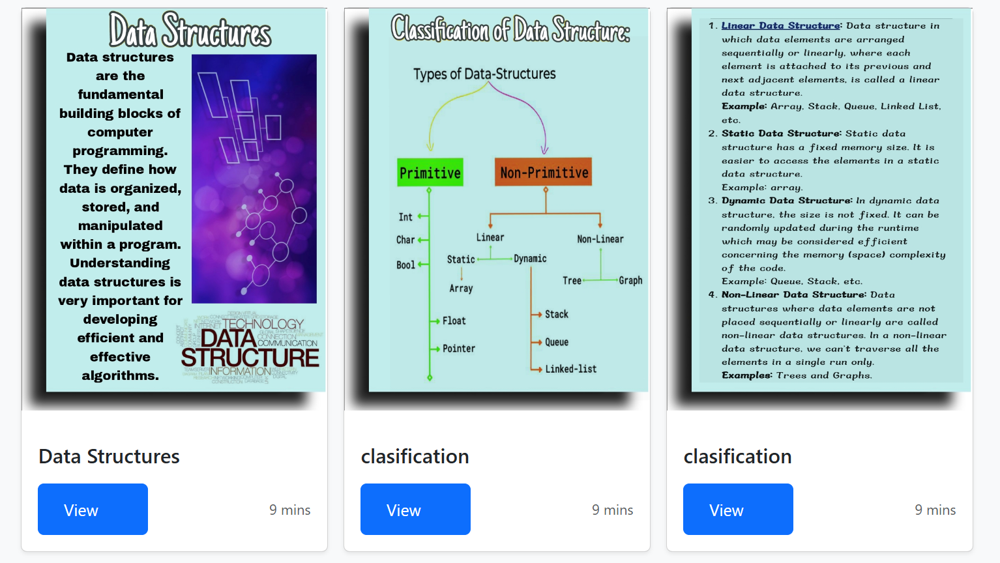 Data Structures
Data structures
are the
fundamental
building blocks of
computer
programming.
They define how
data is organized,
stored, and
manipulated
within a program.
Understanding
data structures is
very important for
developing
efficient and
effective
algorithms.
TECHNOLOGY
INTERNET
DATA
CONNECTION
COMMUNICATION
STRUCTURE
INFORMATION
Data Structures
View
9 mins
Classification of Data Structure:
Types of Data-Structures
Primitive
Non-Primitive
Int
Char
Bool
Float
Pointer
Linear
Non-Linear
Static
Dynamic
Array
Tree
Graph
Stack
Queue
Linked-list
clasification
View
9 mins
1. Linear Data Structure: Data structure in
which data elements are arranged
sequentially or linearly, where each
element is attached to its previous and
next adjacent elements, is called a linear
data structure.
Example: Array, Stack, Queue, Linked List,
etc.
2. Static Data Structure: Static data
structure has a fixed memory size. It is
easier to access the elements in a static
data structure.
Example: array.
3. Dynamic Data Structure: In dynamic data
structure, the size is not fixed. It can be
randomly updated during the runtime
which may be considered efficient
concerning the memory (space) complexity
of the code.
Example: Queue, Stack, etc.
4. Non-Linear Data Structure: Data
structures where data elements are not
placed sequentially or linearly are called
non-linear data structures. In a non-linear
data structure, we can't traverse all the
elements in a single run only.
Examples: Trees and Graphs.
clasification
View
9 mins